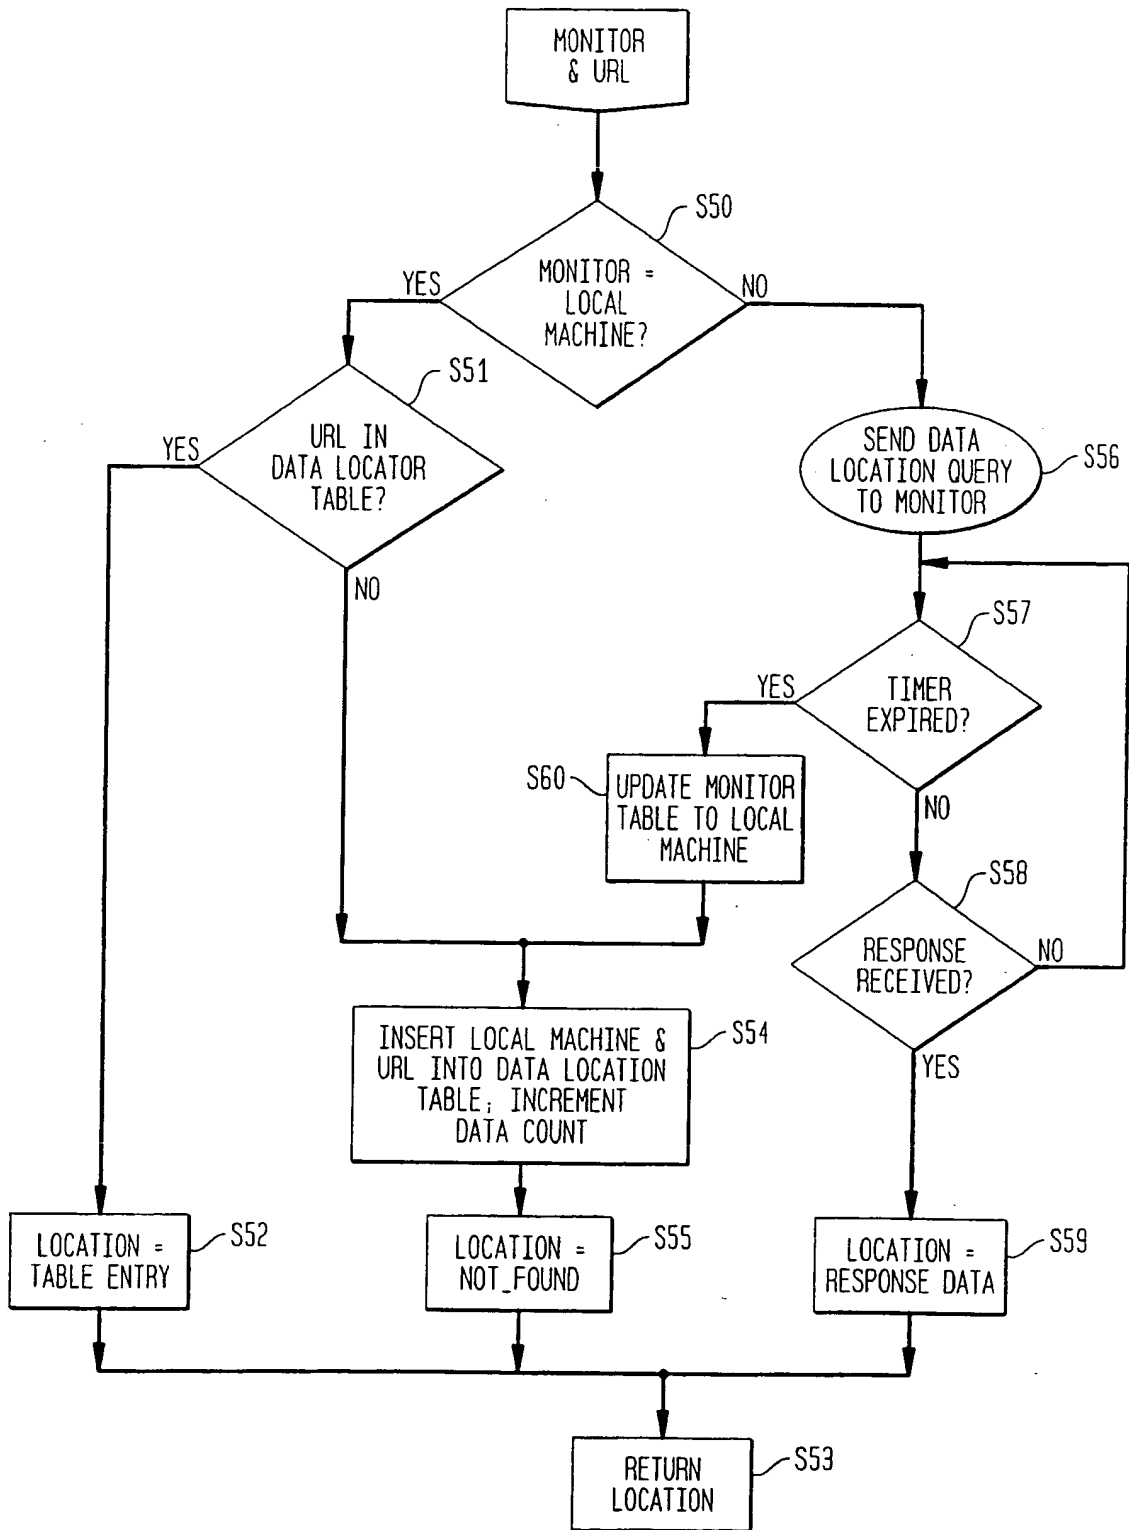 MONITOR
& URL
S50
MONITOR =
LOCAL
MACHINE?
YES
NO
S51
URL IN
DATA LOCATOR
TABLE?
YES
NO
SEND DATA
LOCATION QUERY
TO MONITOR
S56
S57
TIMER
EXPIRED?
YES
NO
S60
UPDATE MONITOR
TABLE TO LOCAL
MACHINE
S58
RESPONSE
RECEIVED?
NO
YES
INSERT LOCAL MACHINE &
URL INTO DATA LOCATION
TABLE; INCREMENT
DATA COUNT
S54
LOCATION =
TABLE ENTRY
S52
LOCATION =
NOT_FOUND
S55
LOCATION =
RESPONSE DATA
S59
RETURN
LOCATION
S53